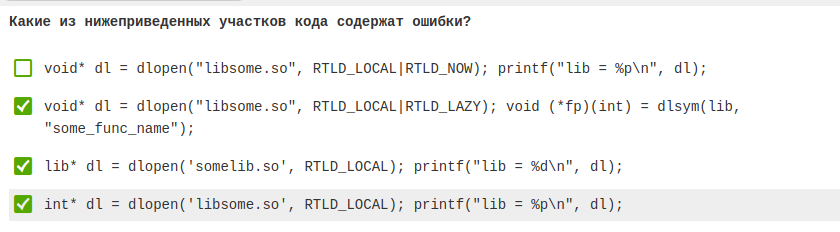 Какие из нижеприведенных участков кода содержат ошибки?
void* dl = dlopen("libsome.so", RTLD_LOCAL|RTLD_NOW); printf("lib = %p\n", dl);
void* dl = dlopen("libsome.so", RTLD_LOCAL|RTLD_LAZY); void (*fp)(int) = dlsym(lib,
"some_func_name");
lib* dl = dlopen('somelib.so', RTLD_LOCAL); printf("lib = %d\n", dl);
int* dl = dlopen('libsome.so', RTLD_LOCAL); printf("lib = %p\n", dl);